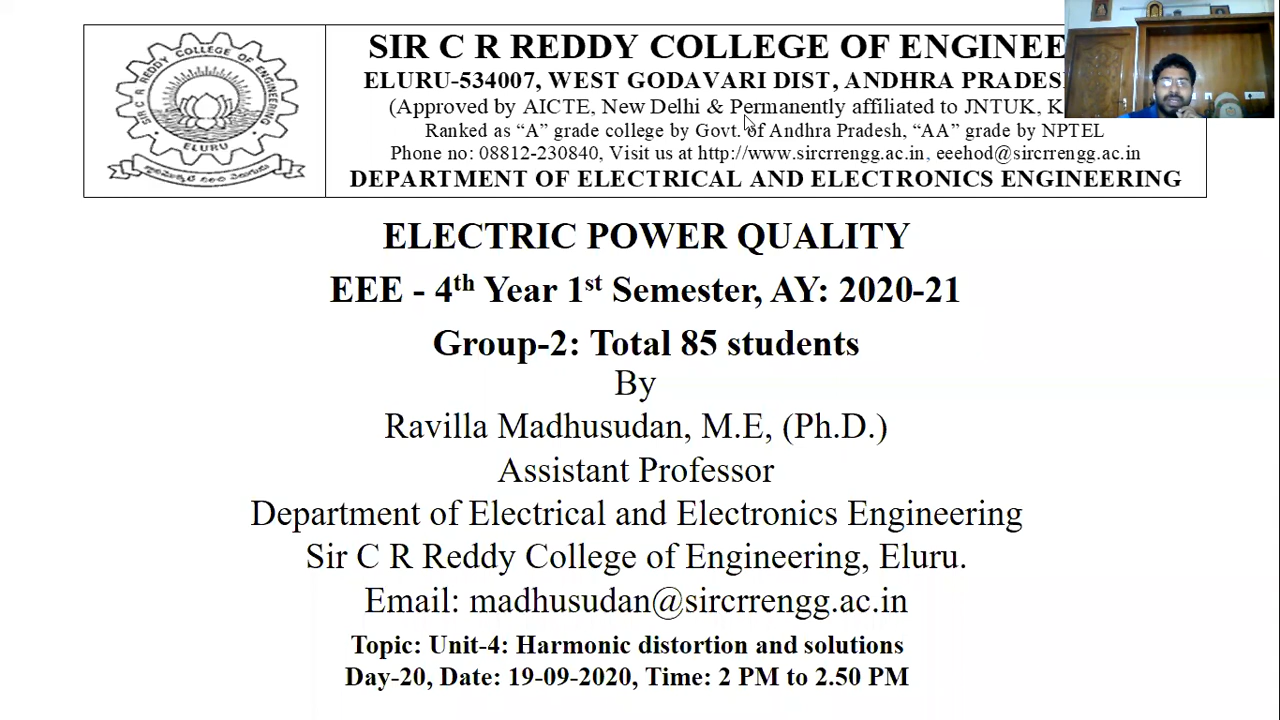 SIR C R REDDY COLLEGE OF ENGINEE
ELURU-534007, WEST GODAVARI DIST, ANDHRA PRADES
(Approved by AICTE, New Delhi & Permanently affiliated to JNTUK, K
Ranked as “A” grade college by Govt. of Andhra Pradesh, “AA” grade by NPTEL
Phone no: 08812-230840, Visit us at http://www.sircrrengg.ac.in, eeehod@sircrrengg.ac.in
DEPARTMENT OF ELECTRICAL AND ELECTRONICS ENGINEERING
SIR C R REDDY COLLEGE OF ENGINEERING
ELURU
ELECTRIC POWER QUALITY
EEE - 4th Year 1st Semester, AY: 2020-21
Group-2: Total 85 students
By
Ravilla Madhusudan, M.E, (Ph.D.)
Assistant Professor
Department of Electrical and Electronics Engineering
Sir C R Reddy College of Engineering, Eluru.
Email: madhusudan@sircrrengg.ac.in
Topic: Unit-4: Harmonic distortion and solutions
Day-20, Date: 19-09-2020, Time: 2 PM to 2.50 PM